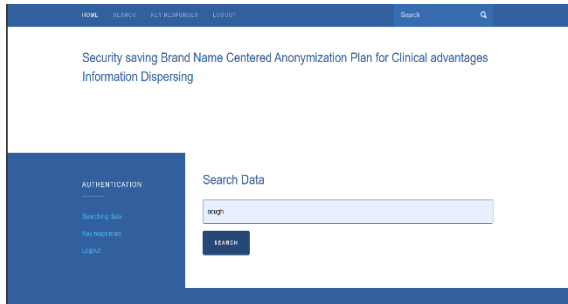 HOME SEARCH KEY RESPONSES LOGOUT Search
Security saving Brand Name Centered Anonymization Plan for Clinical advantages
Information Dispersing
AUTHENTICATION
Searching data
Key responses
Logout
Search Data
cough
SEARCH